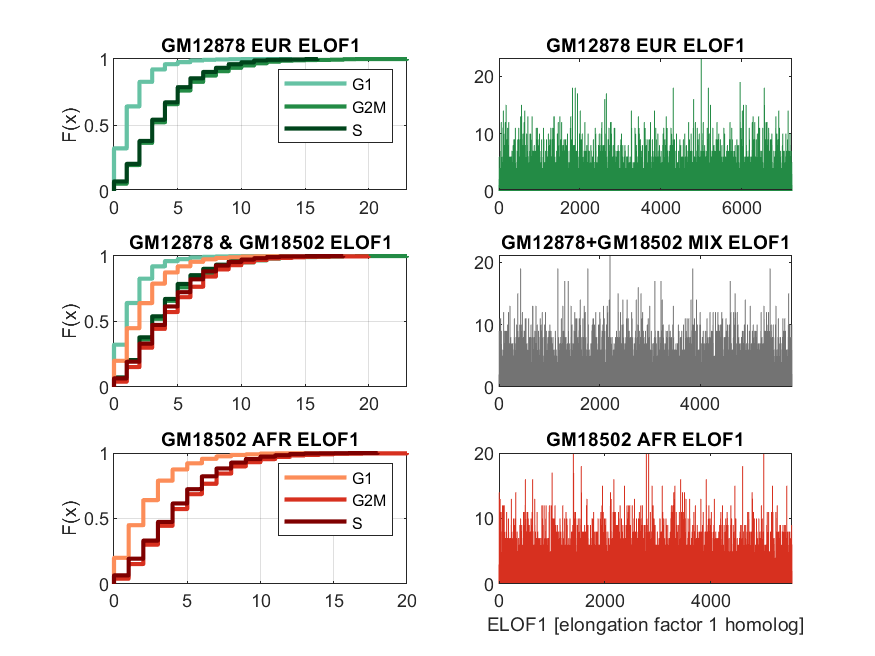 GM12878 EUR ELOF1
1
0.5
0
F(x)
0 5 10 15 20
G1
G2M
S
GM12878 EUR ELOF1
20
10
0
0 2000 4000 6000
GM12878 & GM18502 ELOF1
1
0.5
0
F(x)
0 5 10 15 20
GM12878+GM18502 MIX ELOF1
20
10
0
0 2000 4000
GM18502 AFR ELOF1
1
0.5
0
F(x)
0 5 10 15 20
G1
G2M
S
GM18502 AFR ELOF1
20
10
0
0 2000 4000
ELOF1 [elongation factor 1 homolog]